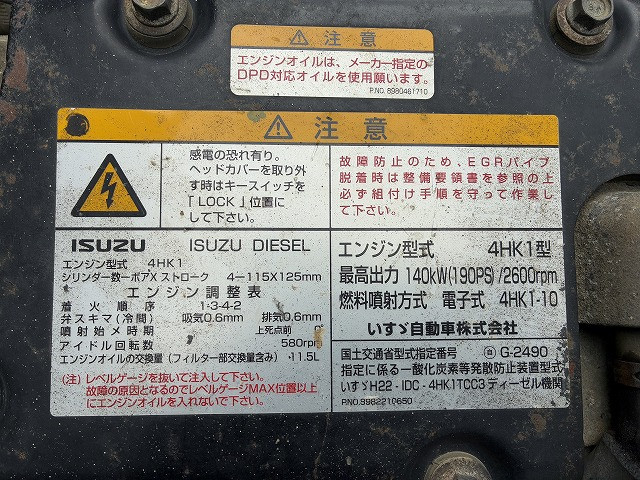 注意
エンジンオイルは、メーカー指定の
DPD対応オイルを使用願います。
P.NO. 8980461710
注意
感電の恐れ有り。
ヘッドカバーを取り外
す時はキースイッチを
「LOCK」位置に
して下さい。
故障防止のため、EGRパイプ
脱着時は整備要領書を参照の上
必ず組付け手順を守って作業し
て下さい。
ISUZU ISUZU DIESEL
エンジン型式 4HK1
シリンダ数-ボアX ストローク 4-115X125mm
エンジン調整表
着火順序 1-3-4-2
弁スキマ(冷間) 吸気0.6mm 排気0.6mm
噴射始メ時期 上死点前 0°
アイドル回転数 580rpm
エンジンオイルの交換量(フィルター部交換量含み) 11.5L
(注)レベルゲージを抜いて注入して下さい。
故障の原因となるのでレベルゲージMAX位置以上
にエンジンオイルを入れないで下さい。
エンジン型式 4HK1型
最高出力 140kW(190PS)/2600rpm
燃料噴射方式 電子式 4HK1-10
いすゞ自動車株式会社
国土交通省型式指定番号 G-2490
指定に係る一酸化炭素等発散防止装置型式
いすゞH22-IDC-4HK1TCC3ディーゼル機関
P.NO.8982210650